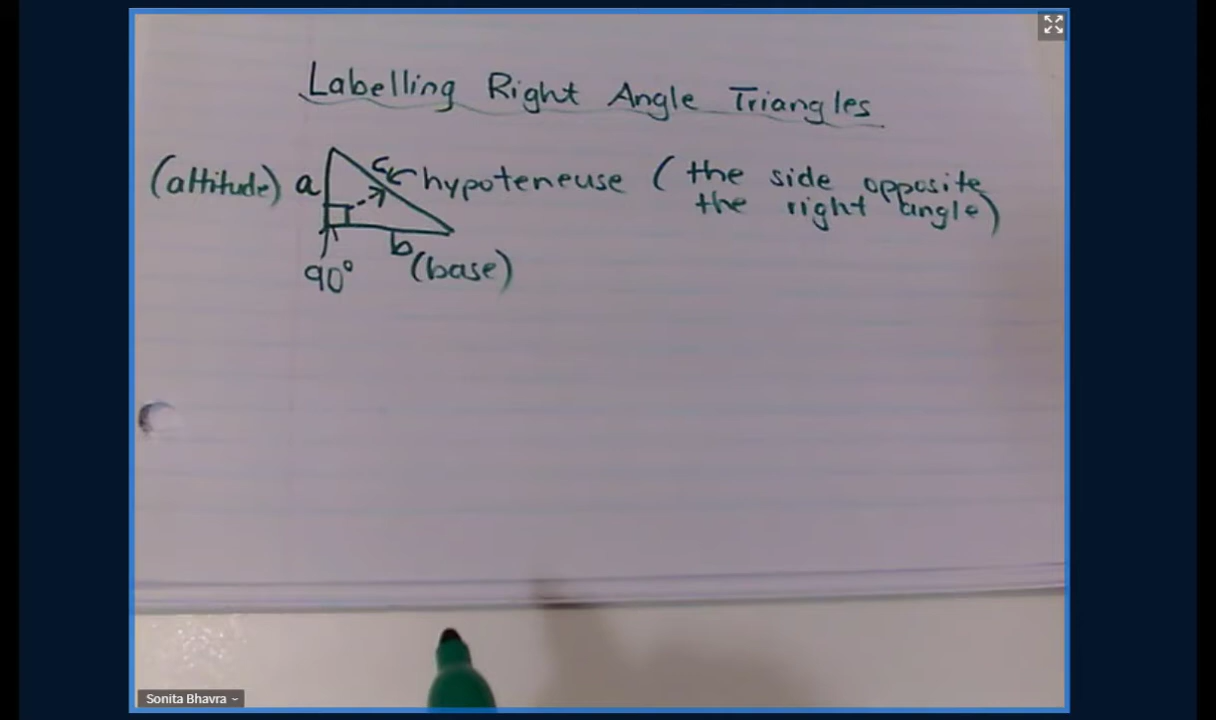 Labelling Right Angle Triangles
(altitude) a c hypoteneuse (the side opposite
the right angle)
b (base)
90°
Sonita Bhavra